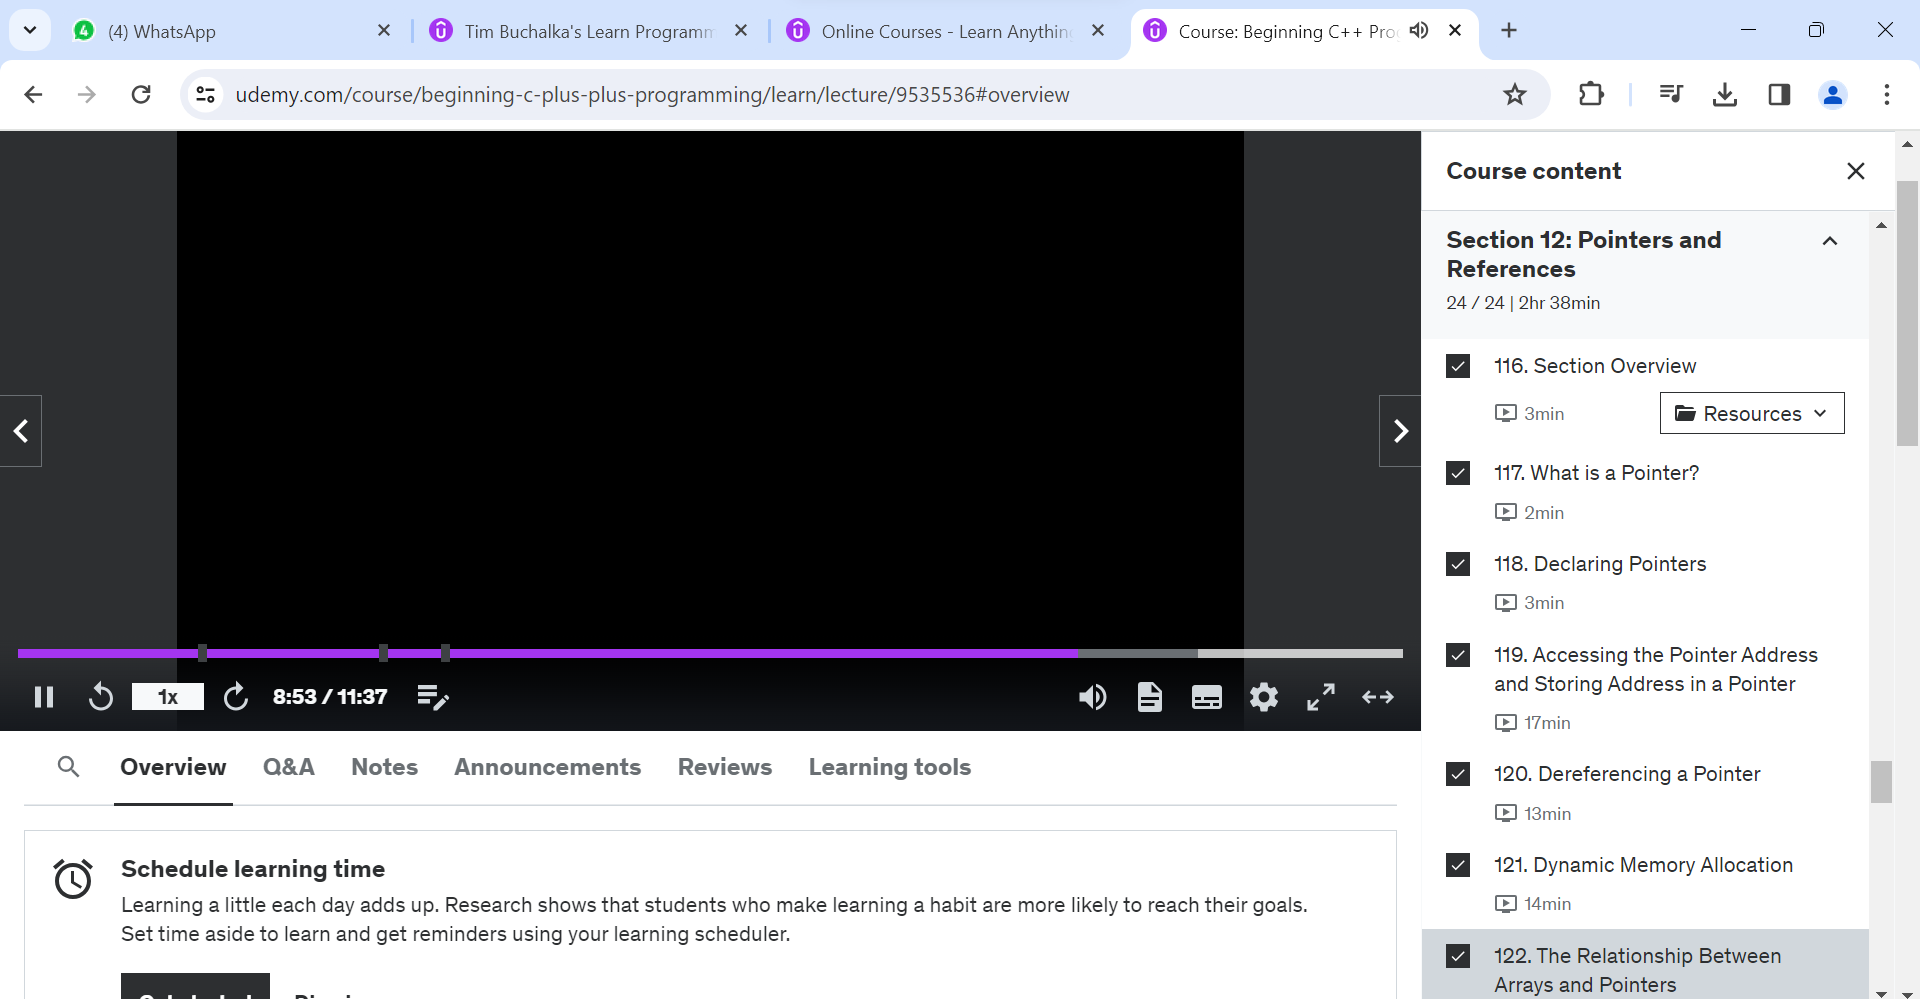 4
(4) WhatsApp
Tim Buchalka's Learn Programm
Online Courses - Learn Anythin
Course: Beginning C++ Pro
udemy.com/course/beginning-c-plus-plus-programming/learn/lecture/9535536#overview
Course content
Section 12: Pointers and
References
24 / 24 | 2hr 38min
116. Section Overview
3min
Resources
117. What is a Pointer?
2min
118. Declaring Pointers
3min
119. Accessing the Pointer Address
and Storing Address in a Pointer
17min
120. Dereferencing a Pointer
13min
121. Dynamic Memory Allocation
14min
122. The Relationship Between
Arrays and Pointers
1x
8:53 / 11:37
Overview
Q&A
Notes
Announcements
Reviews
Learning tools
Schedule learning time
Learning a little each day adds up. Research shows that students who make learning a habit are more likely to reach their goals.
Set time aside to learn and get reminders using your learning scheduler.